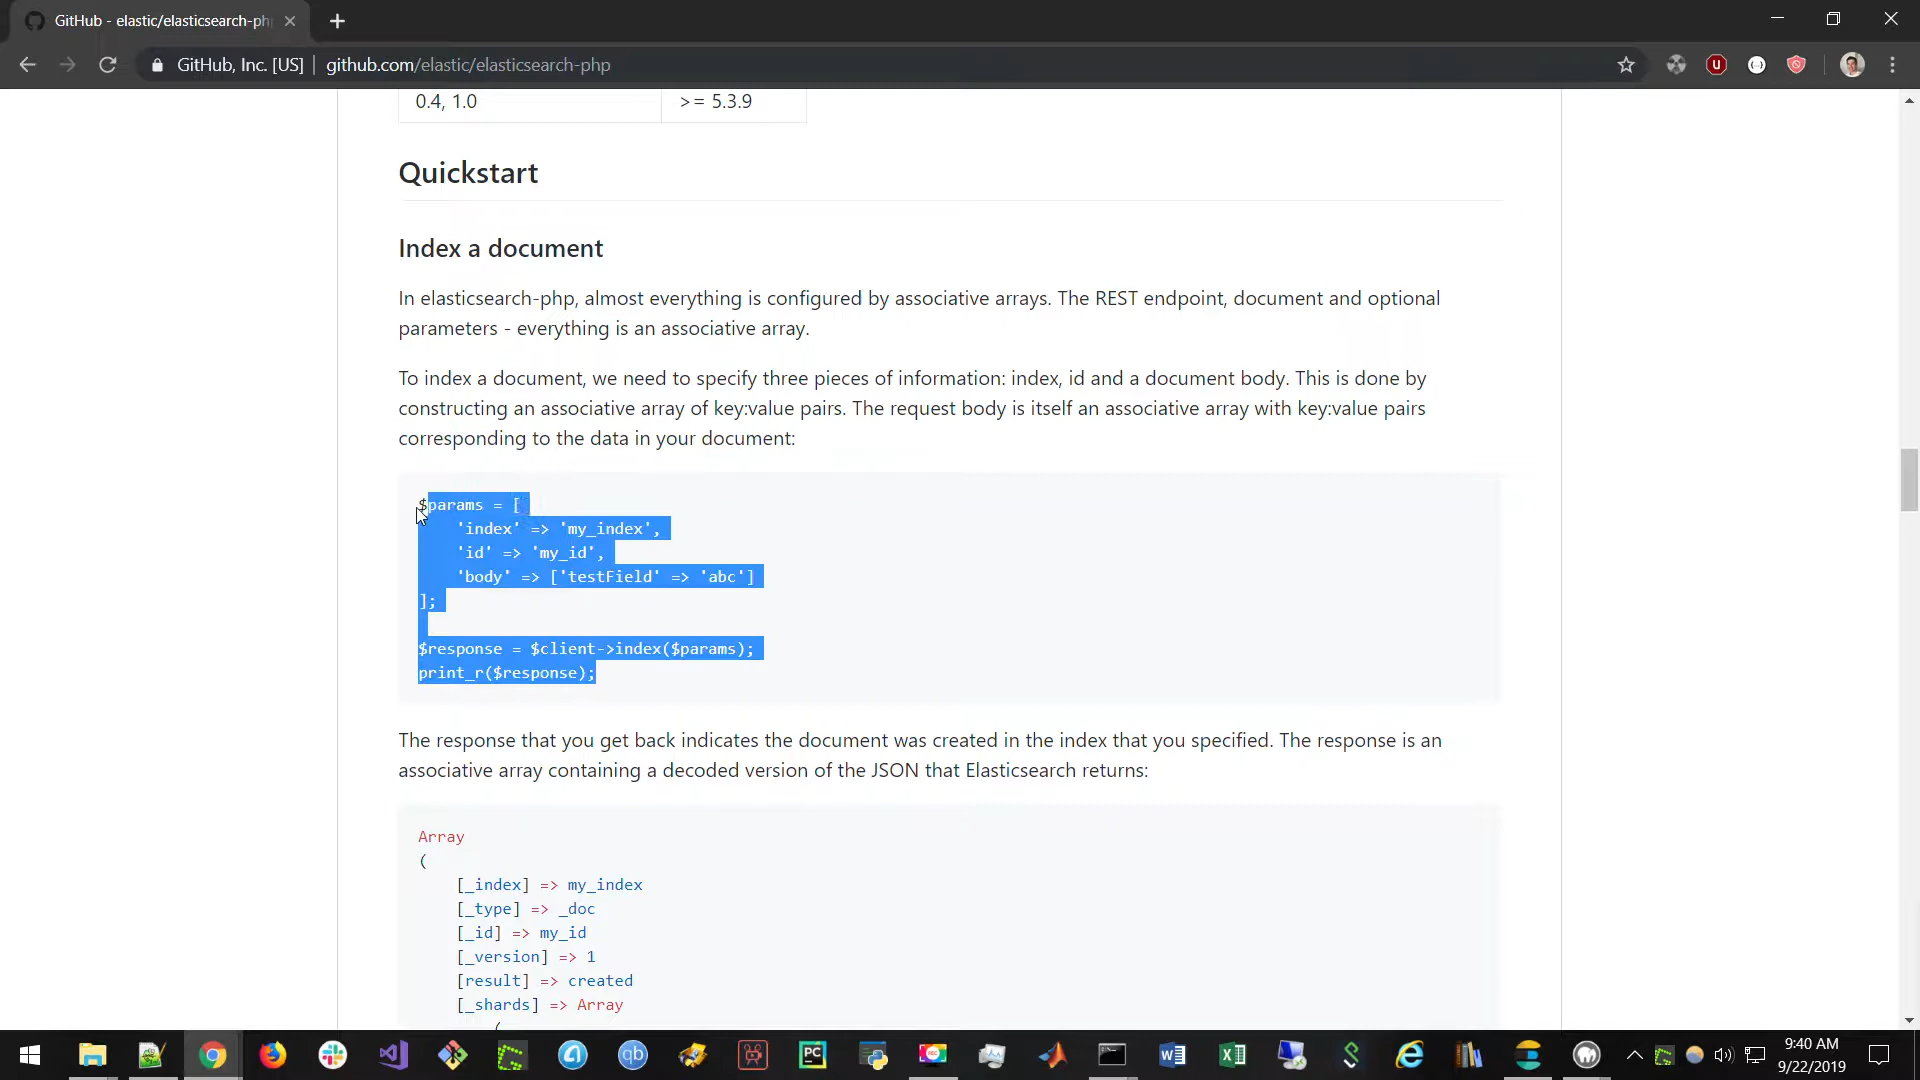 GitHub - elastic/elasticsearch-ph
GitHub, Inc. [US] | github.com/elastic/elasticsearch-php
0.4, 1.0 >= 5.3.9
Quickstart
Index a document
In elasticsearch-php, almost everything is configured by associative arrays. The REST endpoint, document and optional
parameters - everything is an associative array.
To index a document, we need to specify three pieces of information: index, id and a document body. This is done by
constructing an associative array of key:value pairs. The request body is itself an associative array with key:value pairs
corresponding to the data in your document:
$params = [
    'index' => 'my_index',
    'id' => 'my_id',
    'body' => ['testField' => 'abc']
];
$response = $client->index($params);
print_r($response);
The response that you get back indicates the document was created in the index that you specified. The response is an
associative array containing a decoded version of the JSON that Elasticsearch returns:
Array
(
    [_index] => my_index
    [_type] => _doc
    [_id] => my_id
    [_version] => 1
    [result] => created
    [_shards] => Array
        (
qb
PC
9:40 AM
9/22/2019